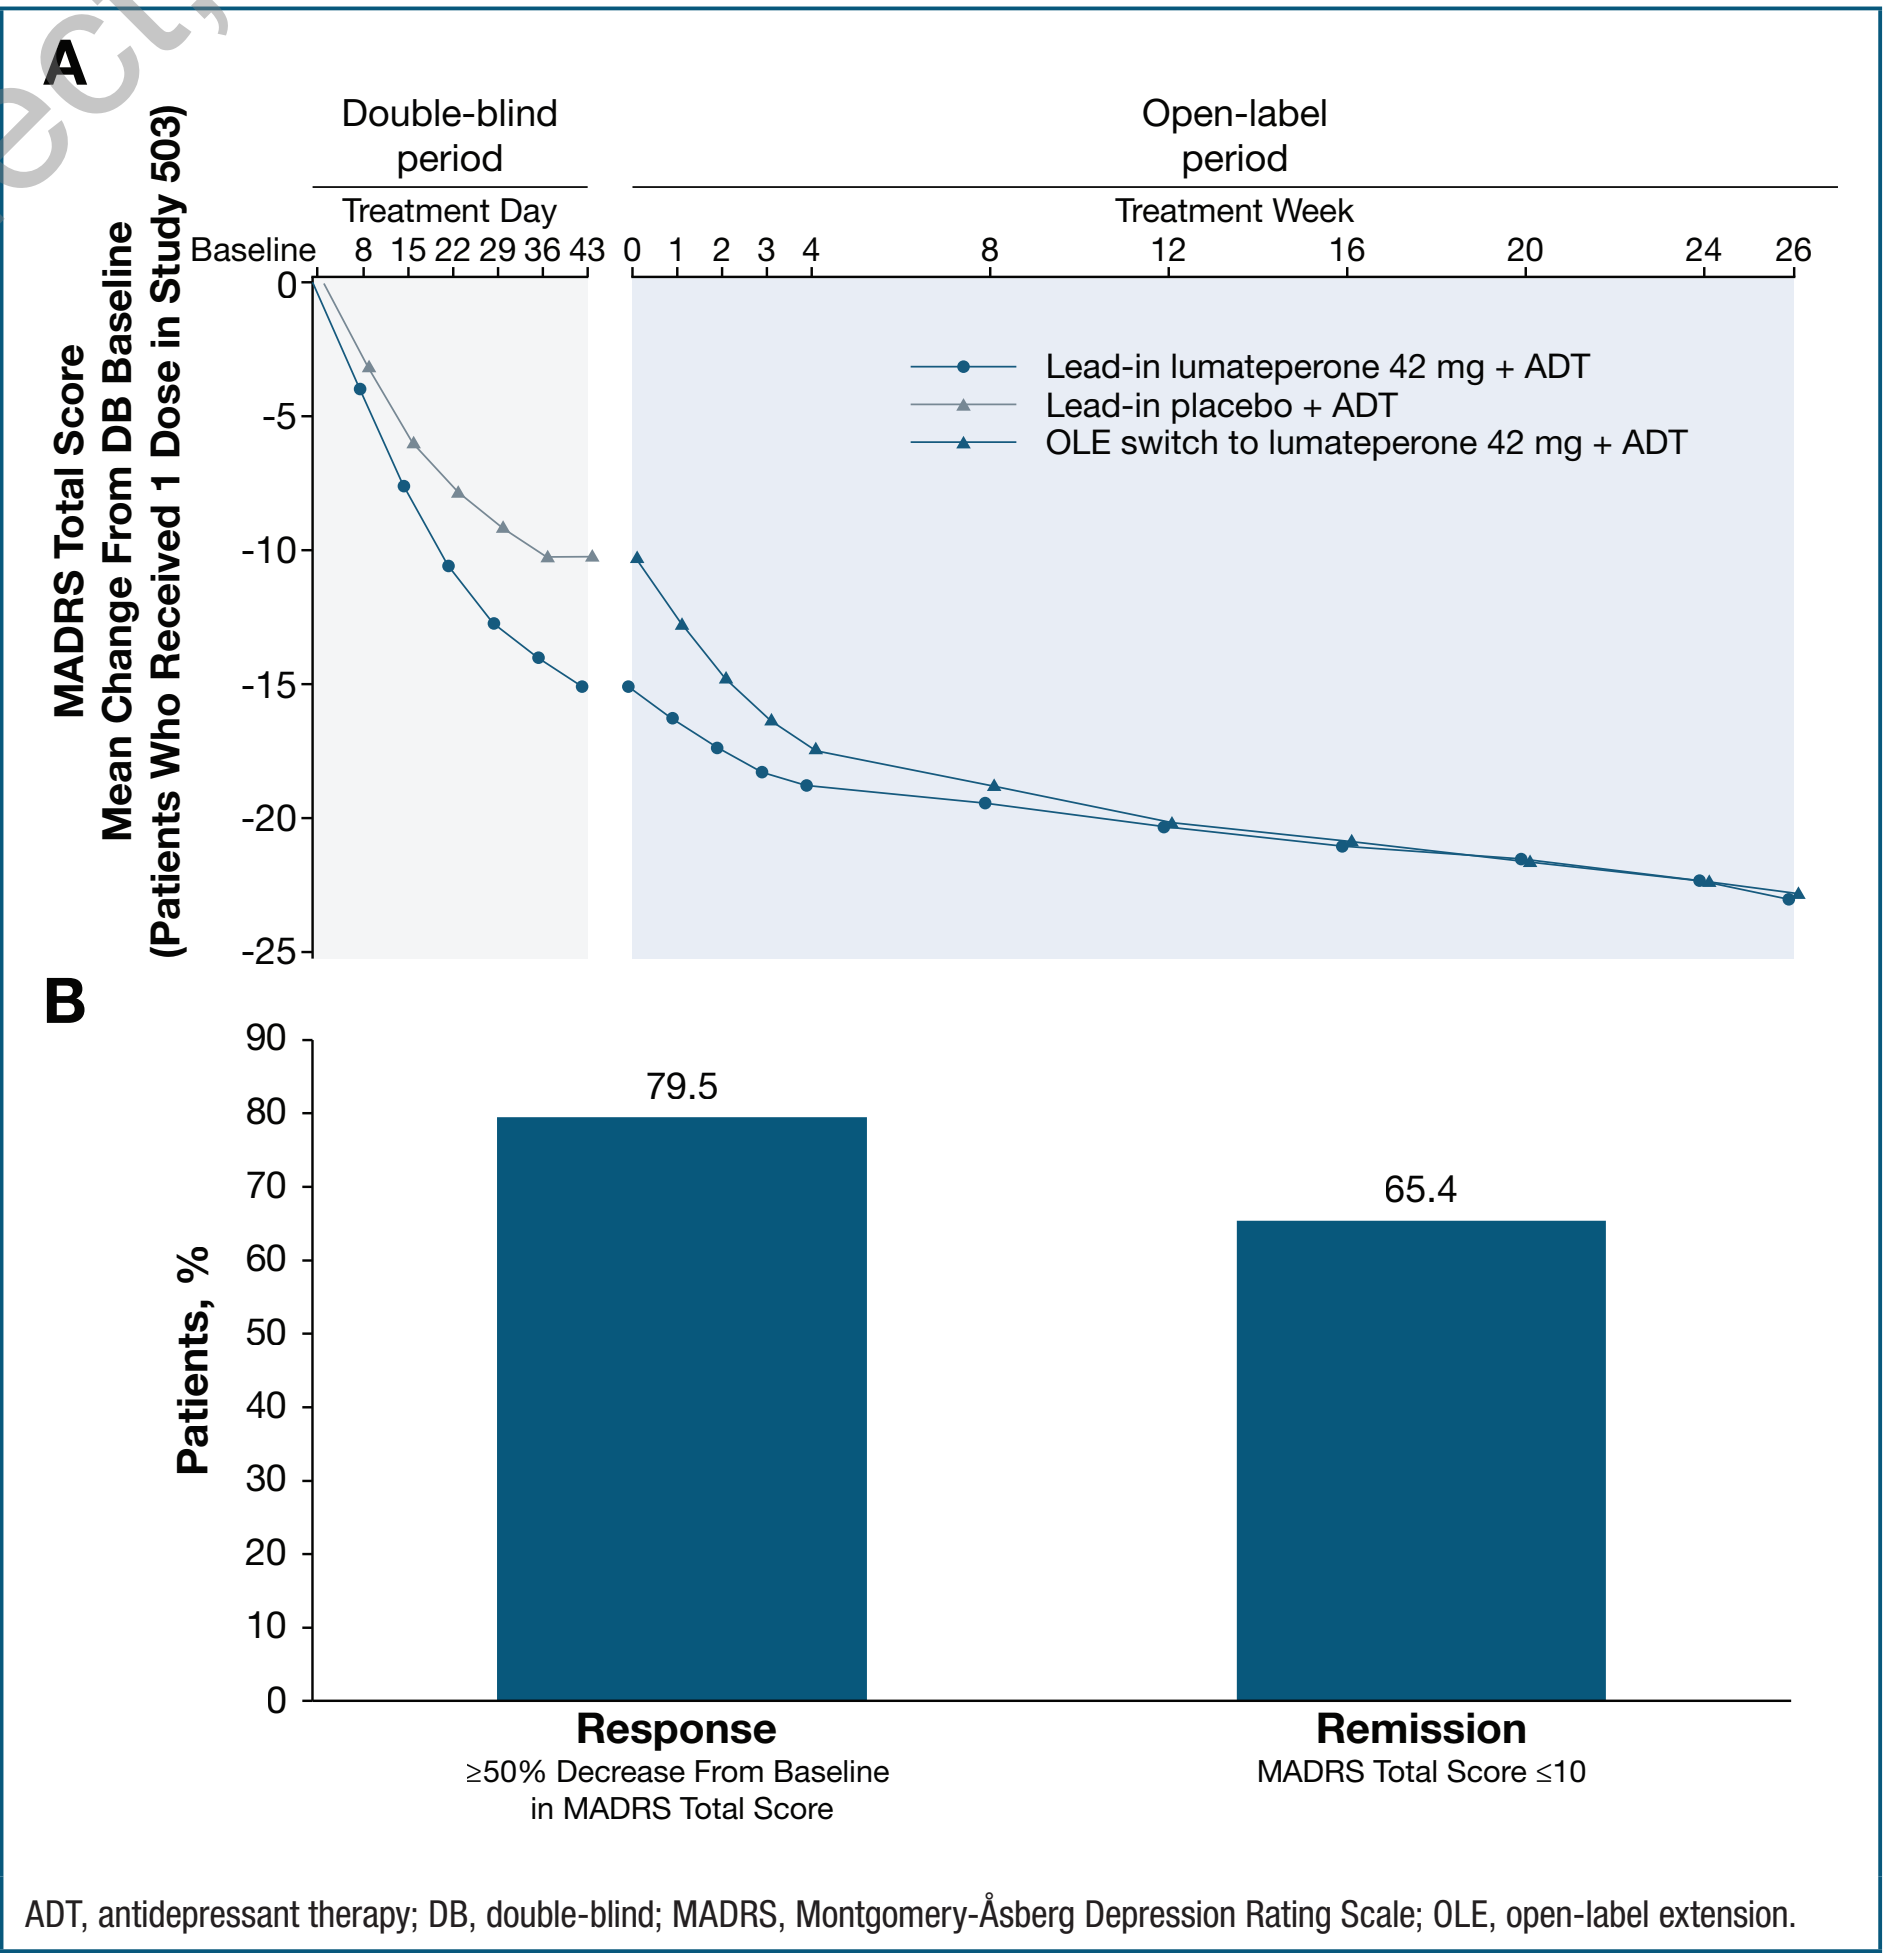 A
Double-blind
period
Open-label
period
Treatment Day
Treatment Week
Baseline 8 15 22 29 36 43 0 1 2 3 4 8 12 16 20 24 26
MADRS Total Score
Mean Change From DB Baseline
(Patients Who Received 1 Dose in Study 503)
0
-5
-10
-15
-20
-25
Lead-in lumateperone 42 mg + ADT
Lead-in placebo + ADT
OLE switch to lumateperone 42 mg + ADT
B
Patients, %
90
80
70
60
50
40
30
20
10
0
79.5
65.4
Response
≥50% Decrease From Baseline
in MADRS Total Score
Remission
MADRS Total Score ≤10
ADT, antidepressant therapy; DB, double-blind; MADRS, Montgomery-Åsberg Depression Rating Scale; OLE, open-label extension.